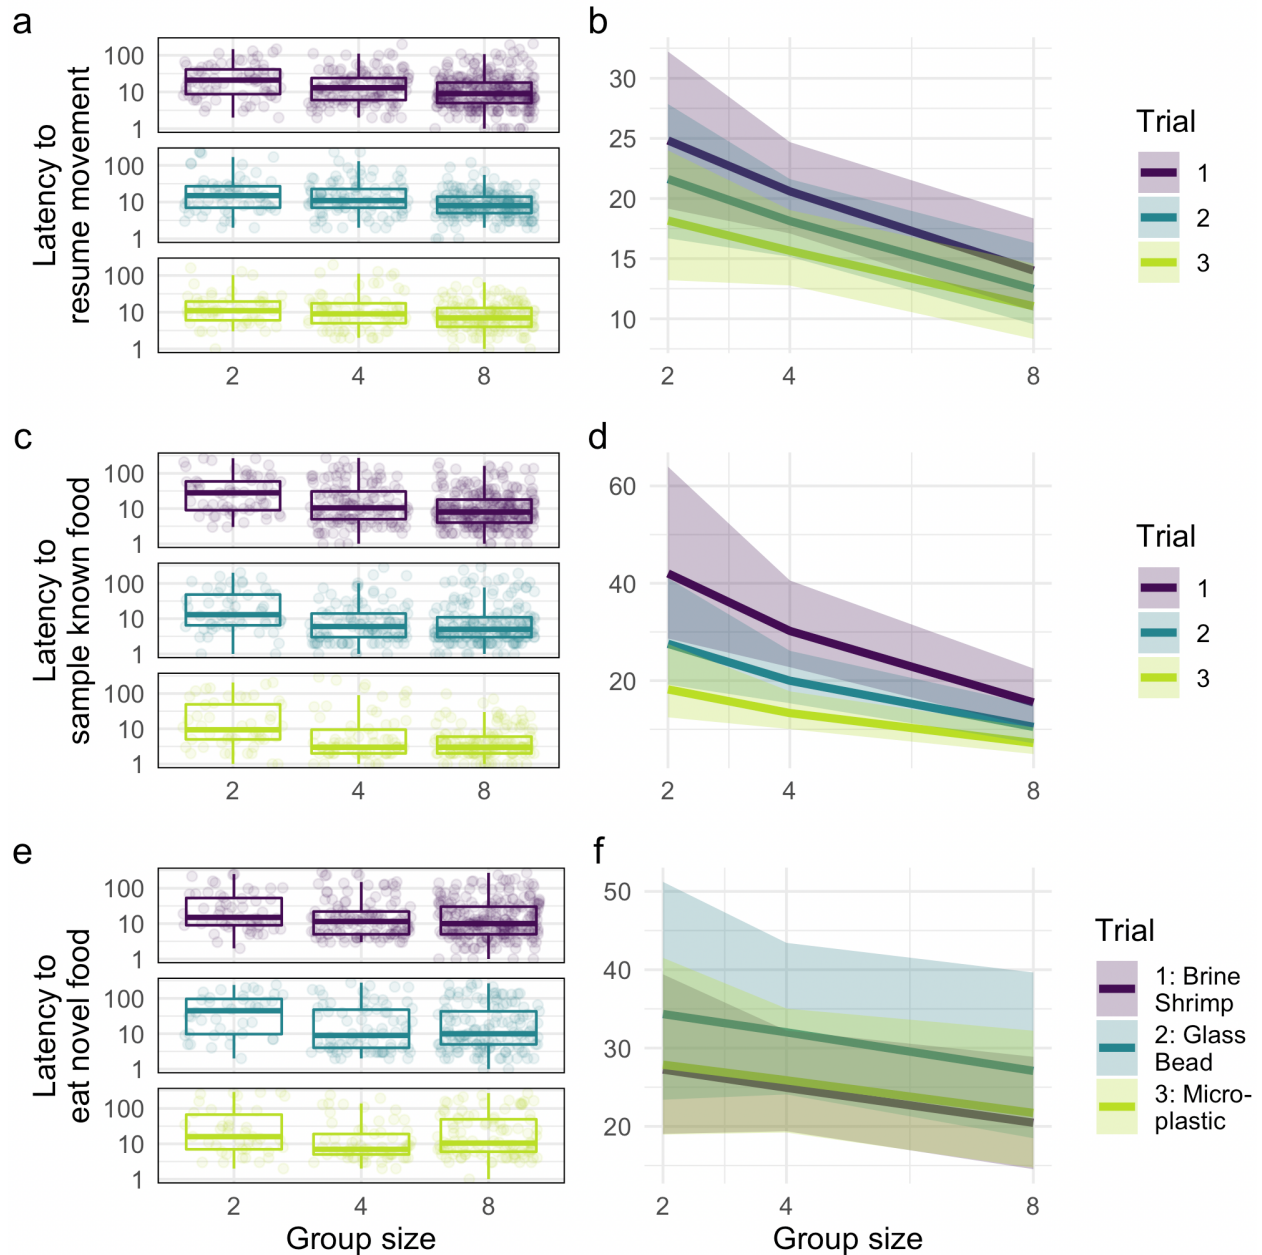 a
b
Latency to
resume movement
100
10
1
100
10
1
100
10
1
2 4 8
30
25
20
15
10
2 4 8
Trial
1
2
3
c
d
Latency to
sample known food
100
10
1
100
10
1
100
10
1
2 4 8
60
40
20
2 4 8
Trial
1
2
3
e
f
Latency to
eat novel food
100
10
1
100
10
1
100
10
1
2 4 8
Group size
50
40
30
20
2 4 8
Group size
Trial
1: Brine
Shrimp
2: Glass
Bead
3: Micro-
plastic